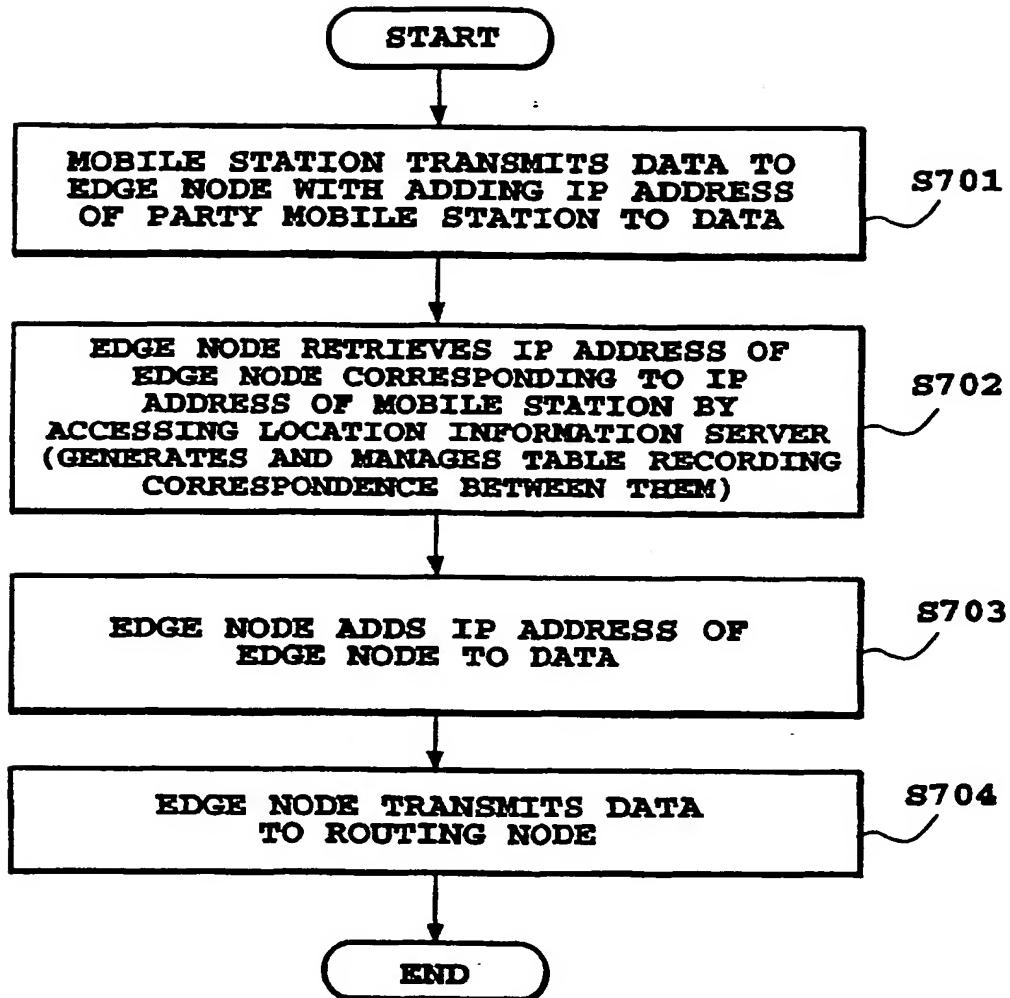 START
MOBILE STATION TRANSMITS DATA TO
EDGE NODE WITH ADDING IP ADDRESS
OF PARTY MOBILE STATION TO DATA
S701
EDGE NODE RETRIEVES IP ADDRESS OF
EDGE NODE CORRESPONDING TO IP
ADDRESS OF MOBILE STATION BY
ACCESSING LOCATION INFORMATION SERVER
(GENERATES AND MANAGES TABLE RECORDING
CORRESPONDENCE BETWEEN THEM)
S702
EDGE NODE ADDS IP ADDRESS OF
EDGE NODE TO DATA
S703
EDGE NODE TRANSMITS DATA
TO ROUTING NODE
S704
END